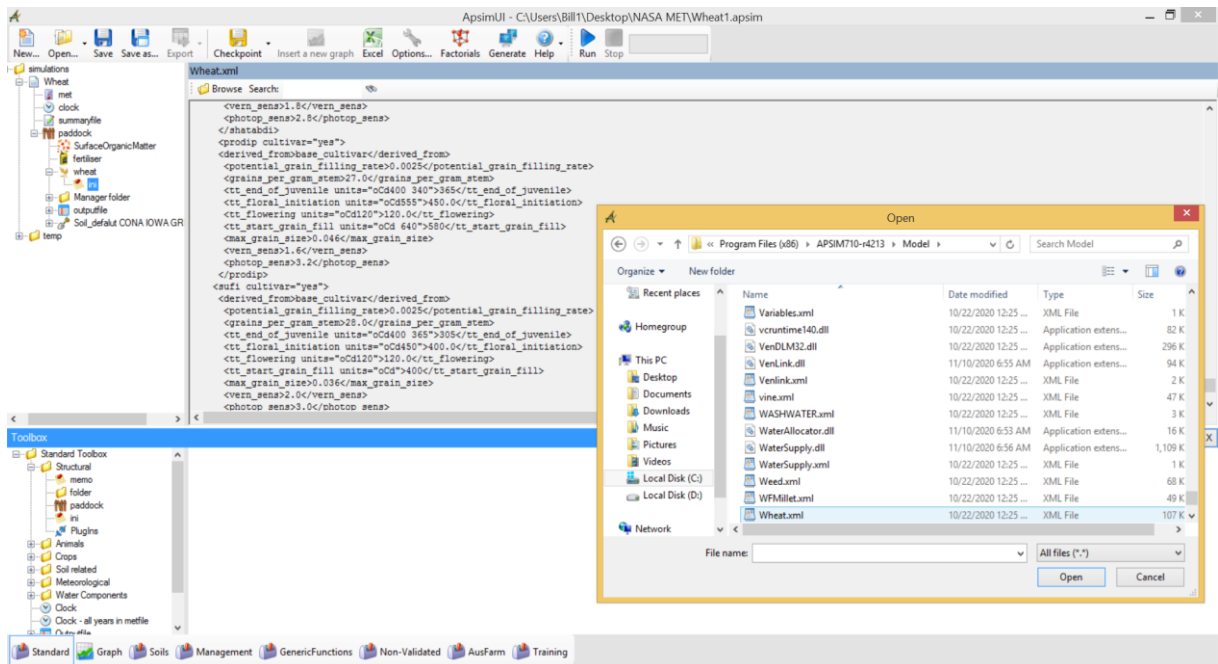 ApsimUI - C:\Users\Bill1\Desktop\NASA MET\Wheat1.apsim
New... Open... Save Save as... Export Checkpoint Insert a new graph Excel Options... Factorials Generate Help Run Stop
simulations
Wheat
met
clock
summaryfile
paddock
SurfaceOrganicMatter
fertiliser
wheat
ini
Manager folder
outputfile
Soil_defalut CONA IOWA GR
temp
Wheat.xml
Browse Search:
<vern_sens>1.8</vern_sens>
<photop_sens>2.8</photop_sens>
</shatabdi>
<prodip cultivar="yes">
<derived_from>base_cultivar</derived_from>
<potential_grain_filling_rate>0.0025</potential_grain_filling_rate>
<grains_per_gram_stem>27.0</grains_per_gram_stem>
<tt_end_of_juvenile units="oCd400 340">365</tt_end_of_juvenile>
<tt_floral_initiation units="oCd555">450.0</tt_floral_initiation>
<tt_flowering units="oCd120">120.0</tt_flowering>
<tt_start_grain_fill units="oCd 640">580</tt_start_grain_fill>
<max_grain_size>0.046</max_grain_size>
<vern_sens>1.6</vern_sens>
<photop_sens>3.2</photop_sens>
</prodip>
<sufi cultivar="yes">
<derived_from>base_cultivar</derived_from>
<potential_grain_filling_rate>0.0025</potential_grain_filling_rate>
<grains_per_gram_stem>28.0</grains_per_gram_stem>
<tt_end_of_juvenile units="oCd400 365">305</tt_end_of_juvenile>
<tt_floral_initiation units="oCd450">400.0</tt_floral_initiation>
<tt_flowering units="oCd120">120.0</tt_flowering>
<tt_start_grain_fill units="oCd">400</tt_start_grain_fill>
<max_grain_size>0.036</max_grain_size>
<vern_sens>2.0</vern_sens>
<photop_sens>3.0</photop_sens>
Open
« Program Files (x86) APSIM710-r4213 Model
Search Model
Organize New folder
Recent places
Homegroup
This PC
Desktop
Documents
Downloads
Music
Pictures
Videos
Local Disk (C:)
Local Disk (D:)
Network
Name Date modified Type Size
Variables.xml 10/22/2020 12:25 ... XML File 1 K
vcruntime140.dll 10/22/2020 12:25 ... Application extens... 82 K
VenDLM32.dll 10/22/2020 12:25 ... Application extens... 296 K
VenLink.dll 11/10/2020 6:55 AM Application extens... 94 K
Venlink.xml 10/22/2020 12:25 ... XML File 2 K
vine.xml 10/22/2020 12:25 ... XML File 47 K
WASHWATER.xml 10/22/2020 12:25 ... XML File 3 K
WaterAllocator.dll 11/10/2020 6:53 AM Application extens... 16 K
WaterSupply.dll 11/10/2020 6:56 AM Application extens... 1,109 K
WaterSupply.xml 10/22/2020 12:25 ... XML File 1 K
Weed.xml 10/22/2020 12:25 ... XML File 68 K
WFMillet.xml 10/22/2020 12:25 ... XML File 49 K
Wheat.xml 10/22/2020 12:25 ... XML File 107 K
File name: All files (*.*)
Open Cancel
Toolbox
Standard Toolbox
Structural
memo
folder
paddock
ini
PlugIns
Animals
Crops
Soil related
Meteorological
Water Components
Clock
Clock - all years in metfile
Standard Graph Soils Management GenericFunctions Non-Validated AusFarm Training